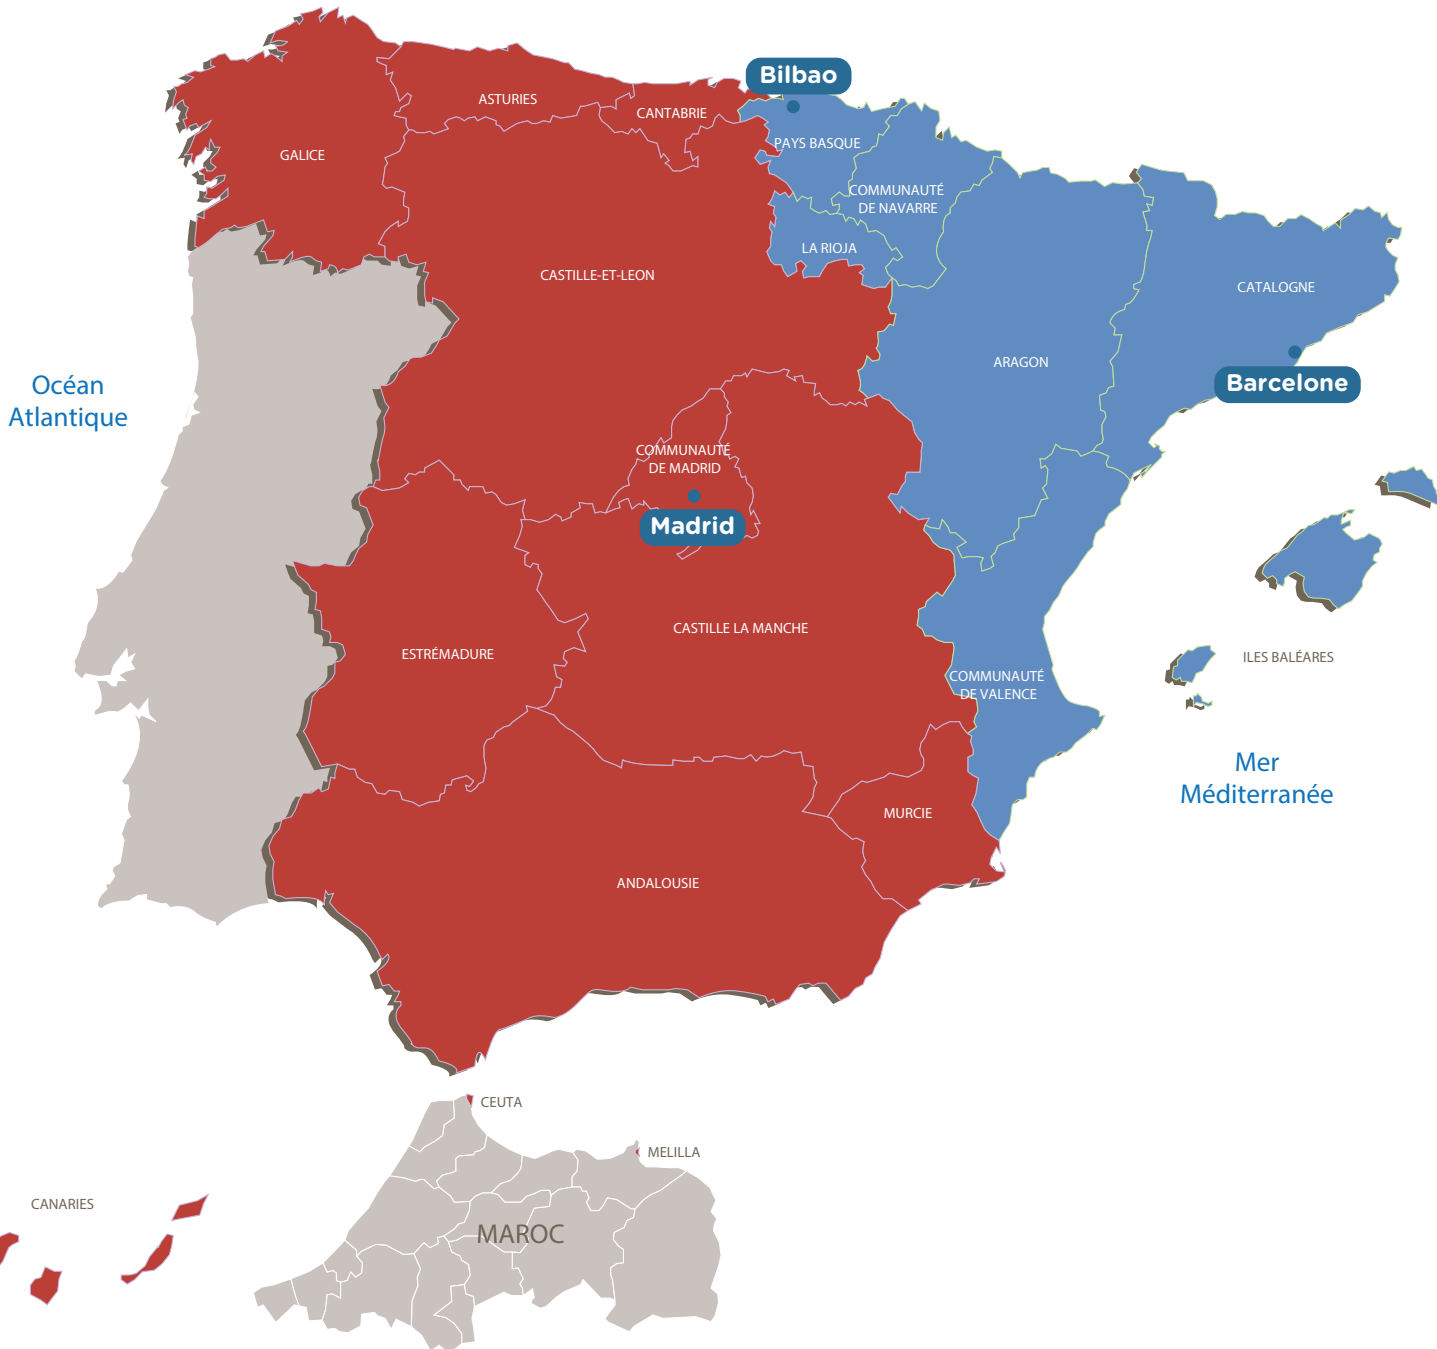 Bilbao
ASTURIES
CANTABRIE
PAYS BASQUE
GALICE
COMMUNAUTÉ
DE NAVARRE
LA RIOJA
CASTILLE-ET-LEON
CATALOGNE
ARAGON
Océan
Atlantique
Barcelone
COMMUNAUTÉ
DE MADRID
Madrid
CASTILLE LA MANCHE
ESTRÉMADURE
ILES BALÉARES
COMMUNAUTÉ
DE VALENCE
Mer
Méditerranée
MURCIE
ANDALOUSIE
CEUTA
MELILLA
CANARIES
MAROC